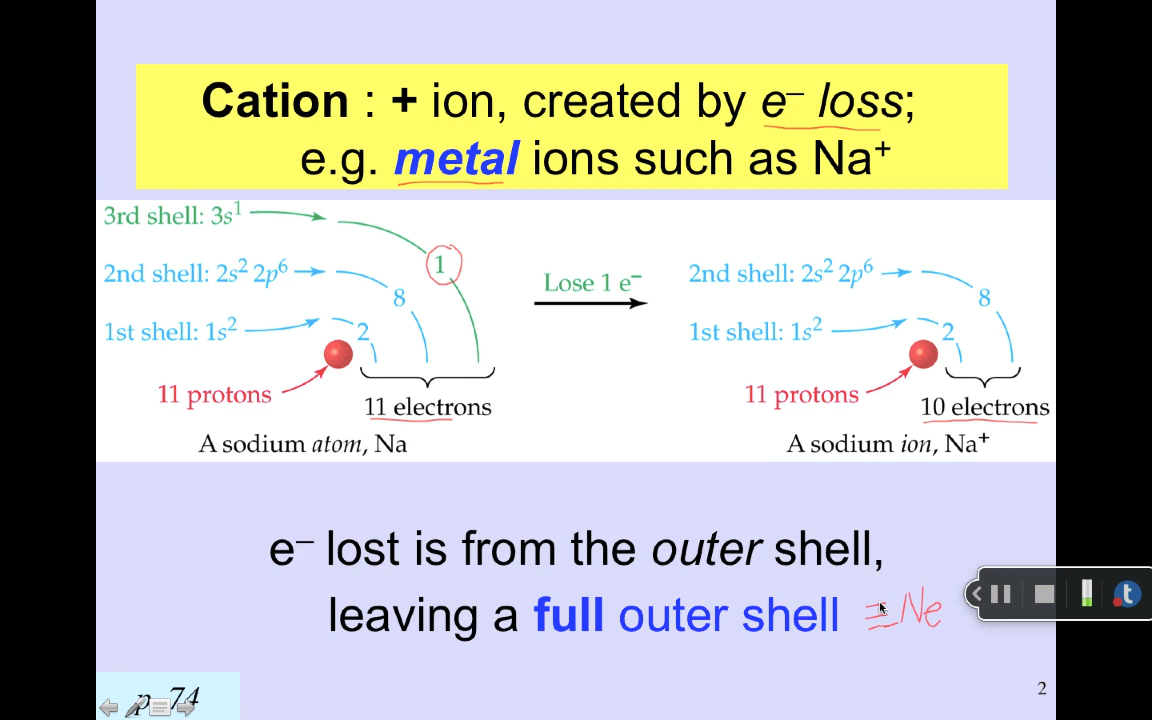 Cation : + ion, created by e⁻ loss;
e.g. metal ions such as Na⁺
3rd shell: 3s¹
1
2nd shell: 2s² 2p⁶
8
1st shell: 1s²
2
11 protons
11 electrons
A sodium atom, Na
Lose 1 e⁻
2nd shell: 2s² 2p⁶
8
1st shell: 1s²
2
11 protons
10 electrons
A sodium ion, Na⁺
e⁻ lost is from the outer shell,
leaving a full outer shell ≡Ne
p 74
2
t